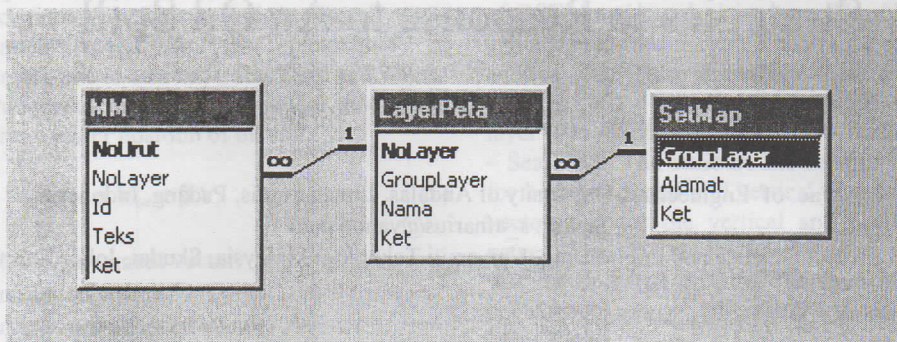 MM
NoUrut
NoLayer
Id
Teks
ket
∞
1
LayerPeta
NoLayer
GroupLayer
Nama
Ket
∞
1
SetMap
GroupLayer
Alamat
Ket